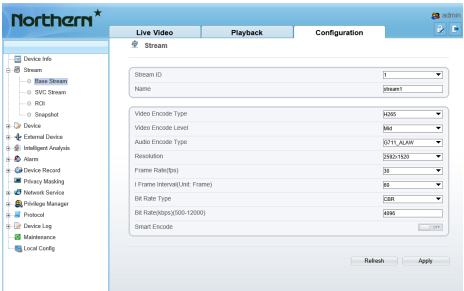 Northern
admin
Live Video
Playback
Configuration
Stream
Device Info
Stream
Base Stream
SVC Stream
ROI
Snapshot
Device
External Device
Intelligent Analysis
Alarm
Device Record
Privacy Masking
Network Service
Privilege Manager
Protocol
Device Log
Maintenance
Local Config
Stream ID 1
Name stream1
Video Encode Type H265
Video Encode Level Mid
Audio Encode Type G711_ALAW
Resolution 2592x1520
Frame Rate(fps) 30
I Frame Interval(Unit: Frame) 60
Bit Rate Type CBR
Bit Rate(kbps)(500-12000) 4096
Smart Encode OFF
Refresh Apply